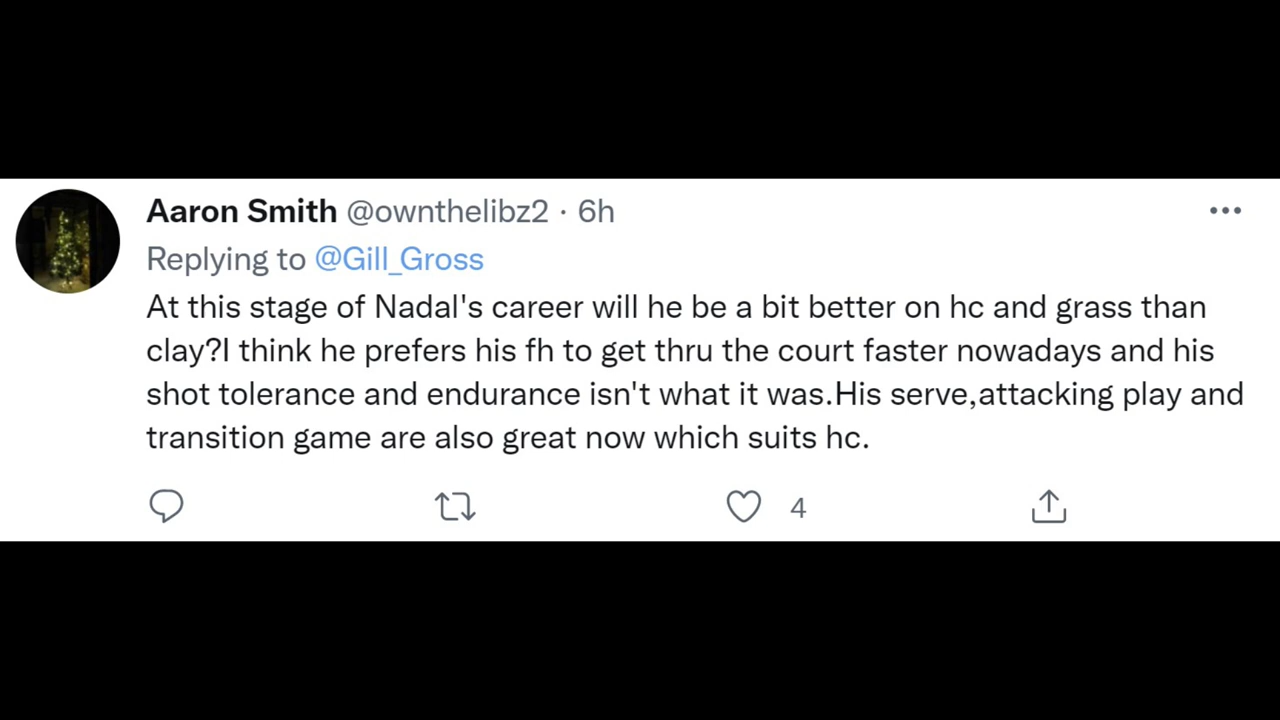 Aaron Smith @ownthelibz2 · 6h
Replying to @Gill_Gross
At this stage of Nadal's career will he be a bit better on hc and grass than
clay?I think he prefers his fh to get thru the court faster nowadays and his
shot tolerance and endurance isn't what it was.His serve,attacking play and
transition game are also great now which suits hc.
4